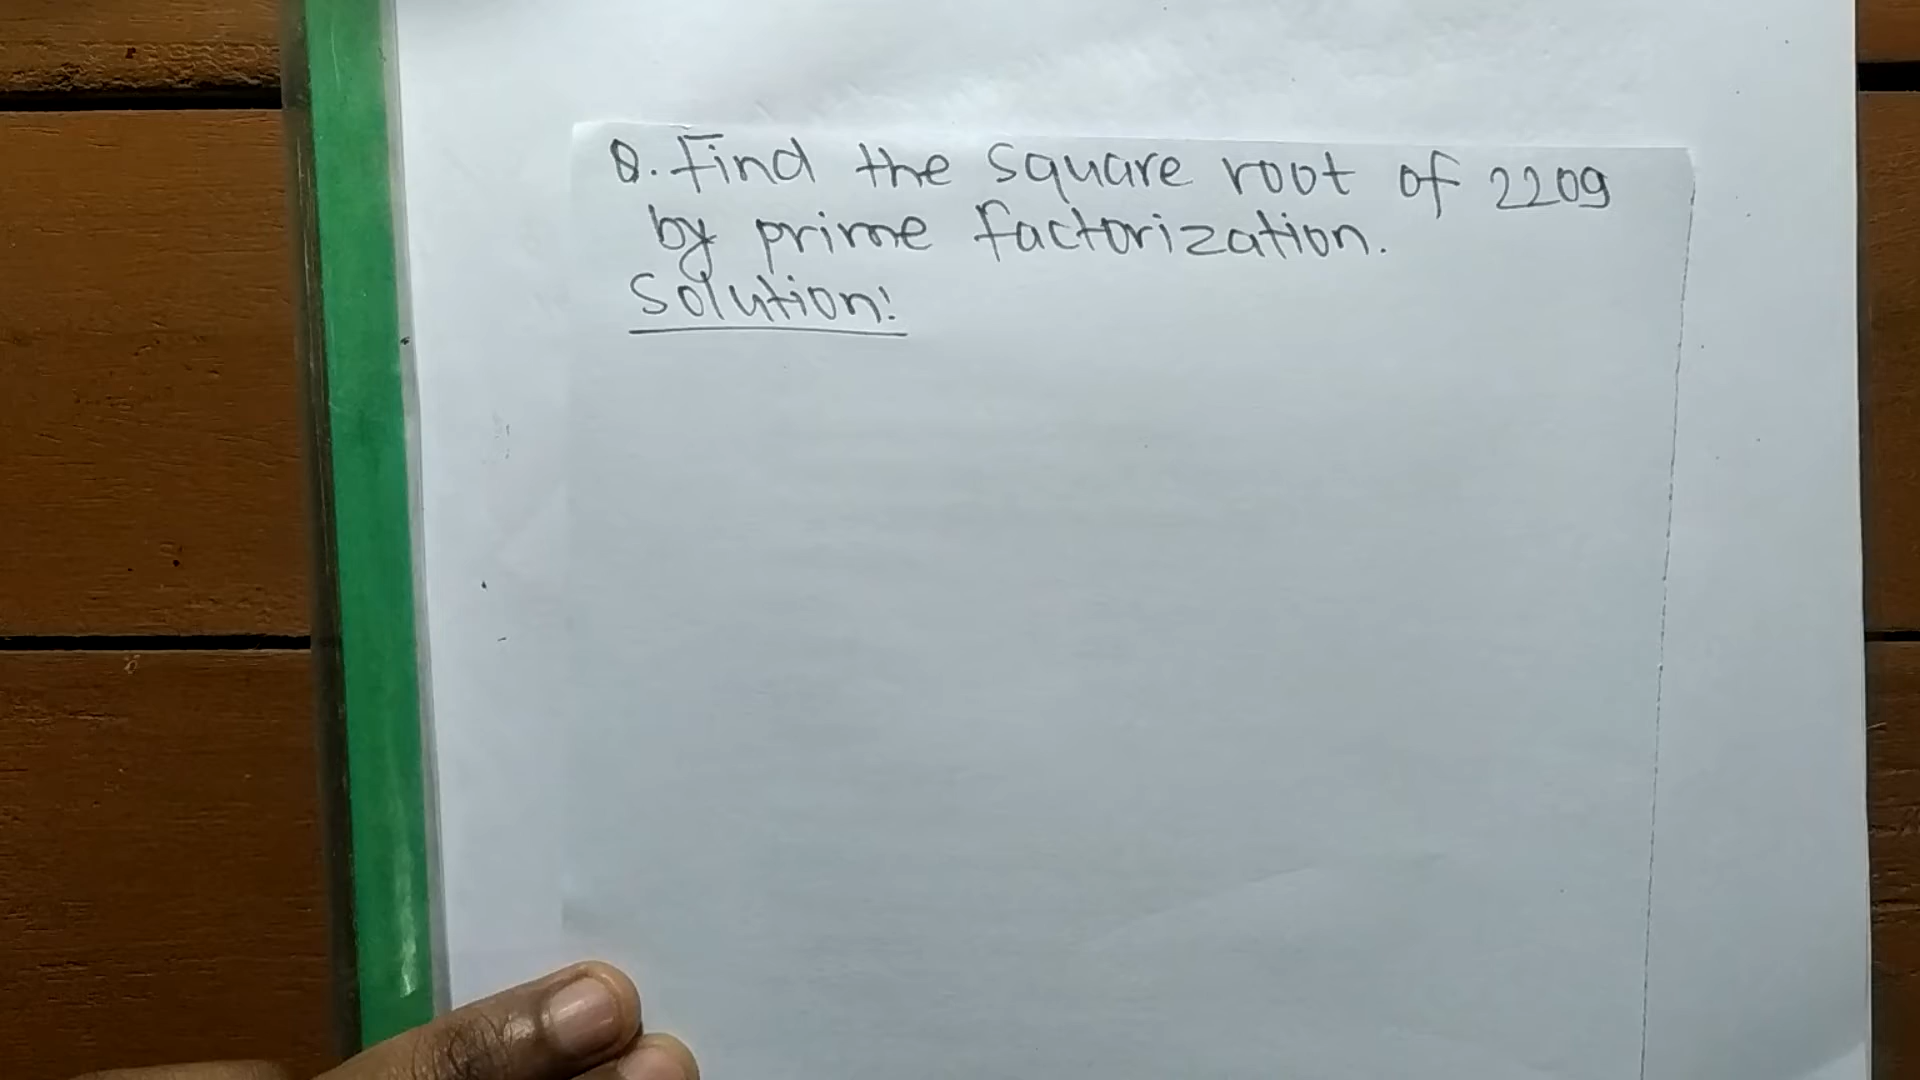 Q. Find the square root of 2209
by prime factorization.
Solution: